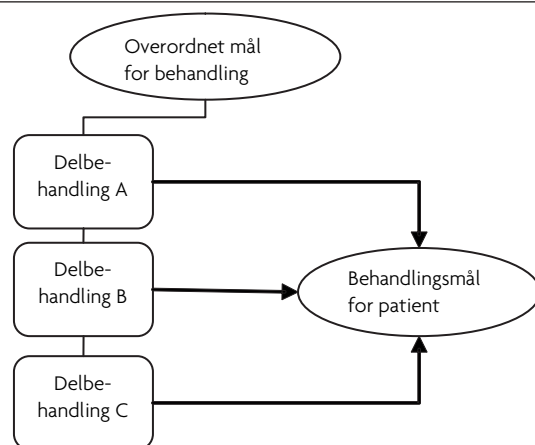 Overordnet mål
for behandling
Delbe-
handling A
Delbe-
handling B
Behandlingsmål
for patient
Delbe-
handling C